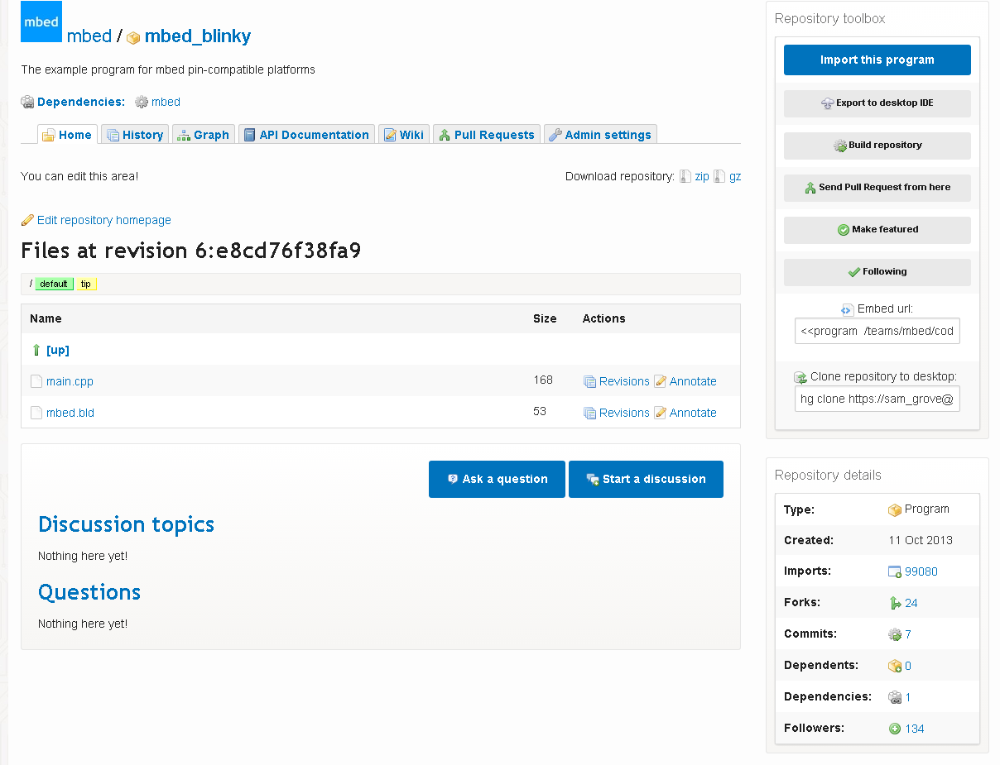 mbed
mbed / mbed_blinky
The example program for mbed pin-compatible platforms
Dependencies: mbed
Home History Graph API Documentation Wiki Pull Requests Admin settings
You can edit this area!
Download repository: zip gz
Edit repository homepage
Files at revision 6:e8cd76f38fa9
/ default tip
Name Size Actions
[up]
main.cpp 168 Revisions Annotate
mbed.bld 53 Revisions Annotate
Ask a question Start a discussion
Discussion topics
Nothing here yet!
Questions
Nothing here yet!
Repository toolbox
Import this program
Export to desktop IDE
Build repository
Send Pull Request from here
Make featured
Following
Embed url:
<<program /teams/mbed/cod
Clone repository to desktop:
hg clone https://sam_grove@
Repository details
Type: Program
Created: 11 Oct 2013
Imports: 99080
Forks: 24
Commits: 7
Dependents: 0
Dependencies: 1
Followers: 134